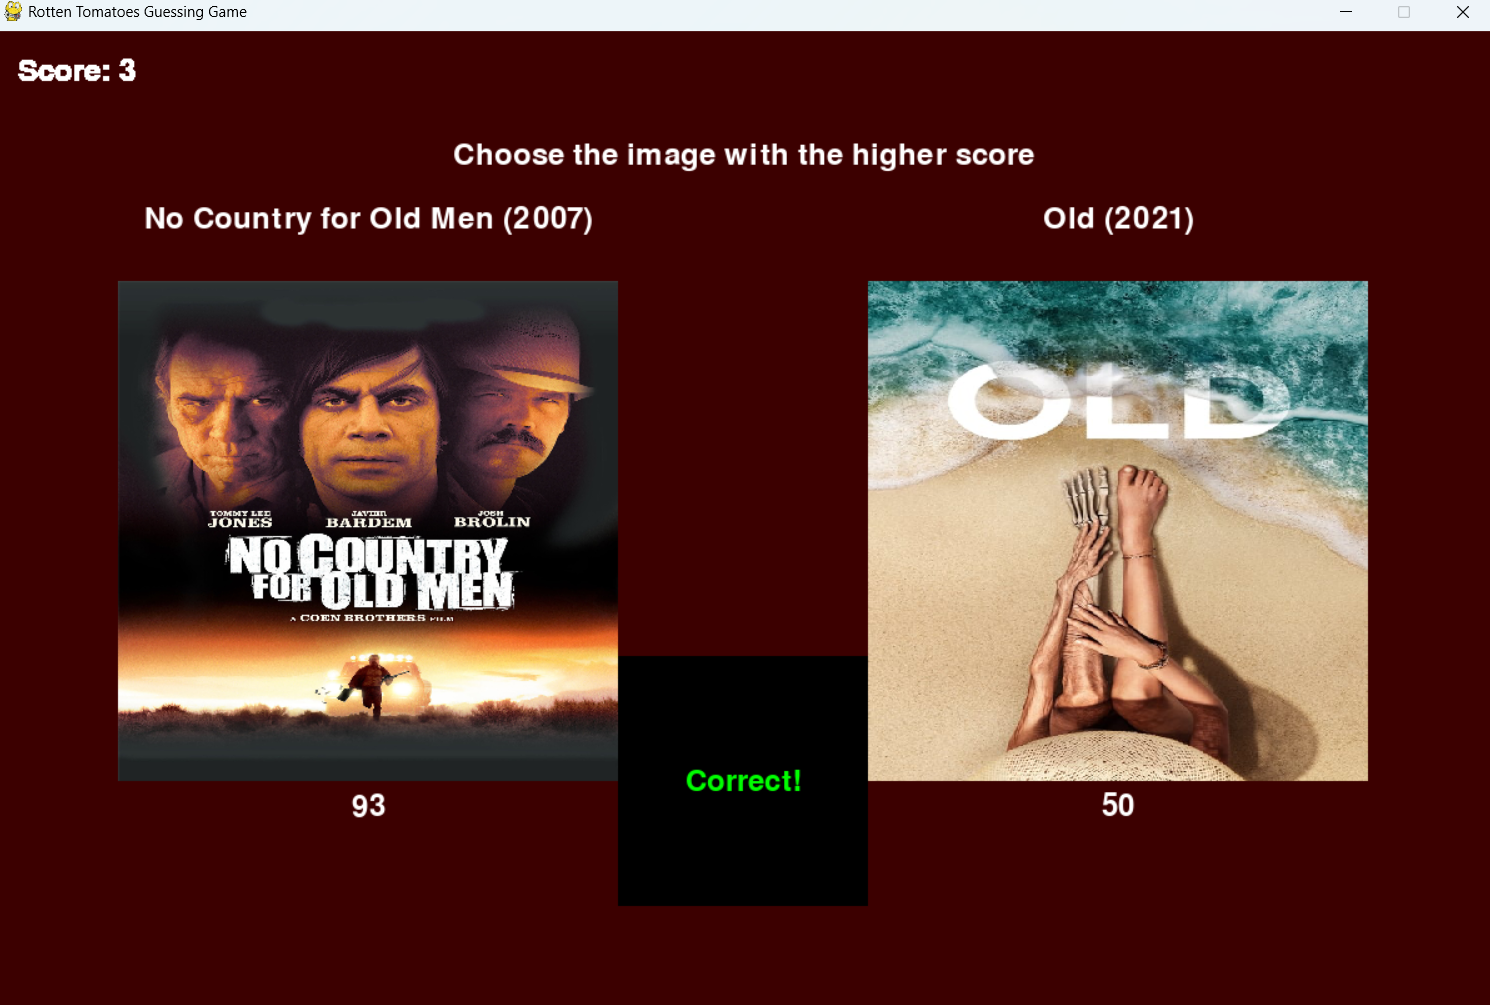 Rotten Tomatoes Guessing Game
Score: 3
Choose the image with the higher score
No Country for Old Men (2007)
Old (2021)
TOMMY LEE
JONES
JAVIER
BARDEM
JOSH
BROLIN
NO COUNTRY
FOR OLD MEN
A COEN BROTHERS FILM
OLD
93
50
Correct!